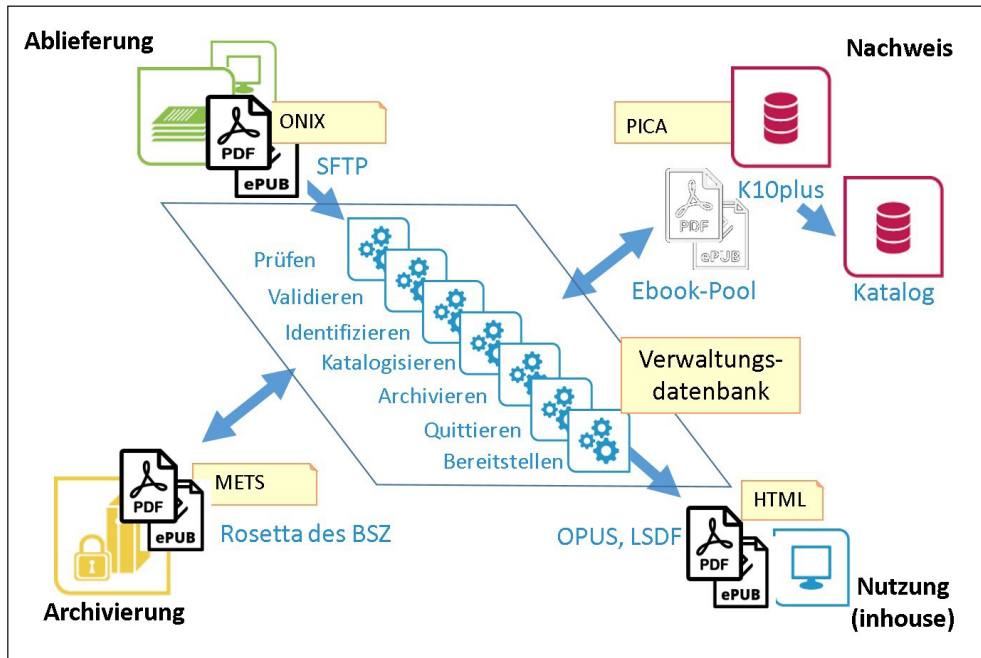 Ablieferung
ONIX
PDF
ePUB
SFTP
Nachweis
PICA
K10plus
PDF
ePUB
Ebook-Pool
Katalog
Prüfen
Validieren
Identifizieren
Katalogisieren
Archivieren
Quittieren
Bereitstellen
Verwaltungs-
datenbank
METS
PDF
ePUB
Rosetta des BSZ
Archivierung
HTML
OPUS, LSDF
PDF
ePUB
Nutzung
(inhouse)